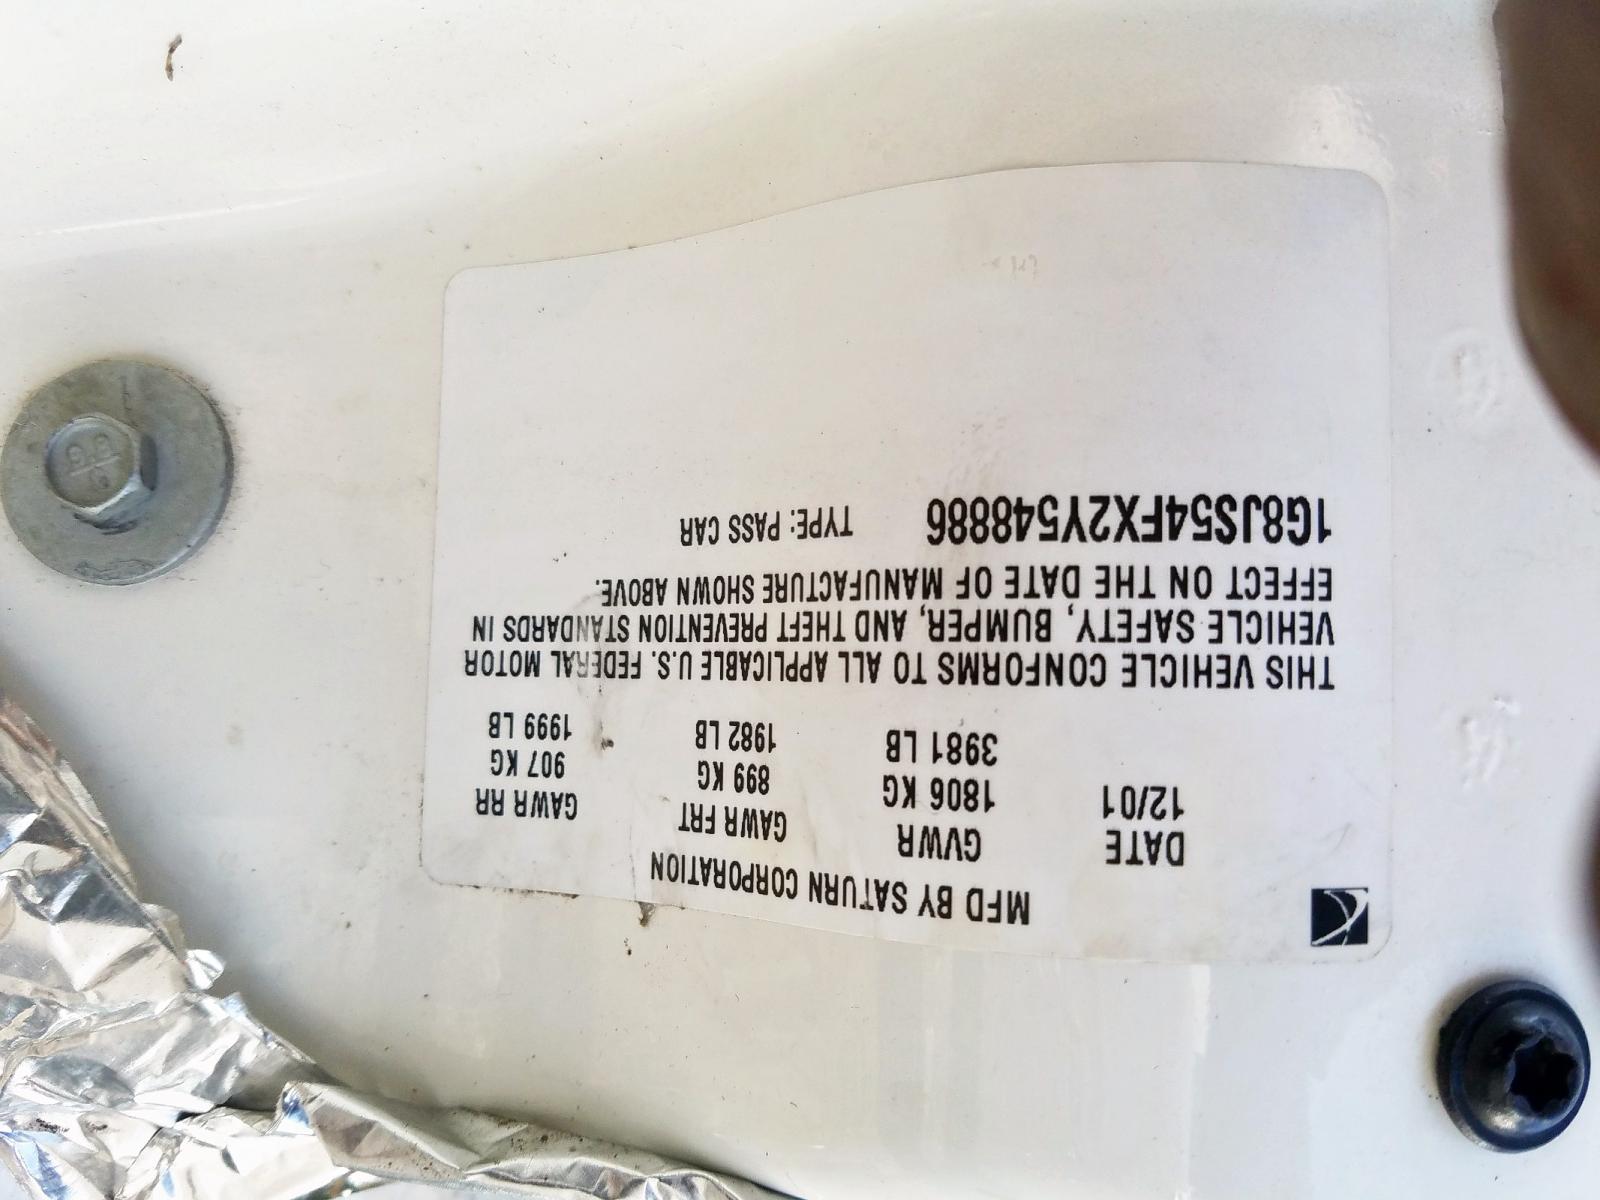 MFD BY SATURN CORPORATION
DATE GVWR GAWR FRT GAWR RR
12/01 1806 KG 899 KG 907 KG
3981 LB 1982 LB 1999 LB
THIS VEHICLE CONFORMS TO ALL APPLICABLE U.S. FEDERAL MOTOR
VEHICLE SAFETY, BUMPER, AND THEFT PREVENTION STANDARDS IN
EFFECT ON THE DATE OF MANUFACTURE SHOWN ABOVE.
1G8JS54FX2Y548886 TYPE: PASS CAR